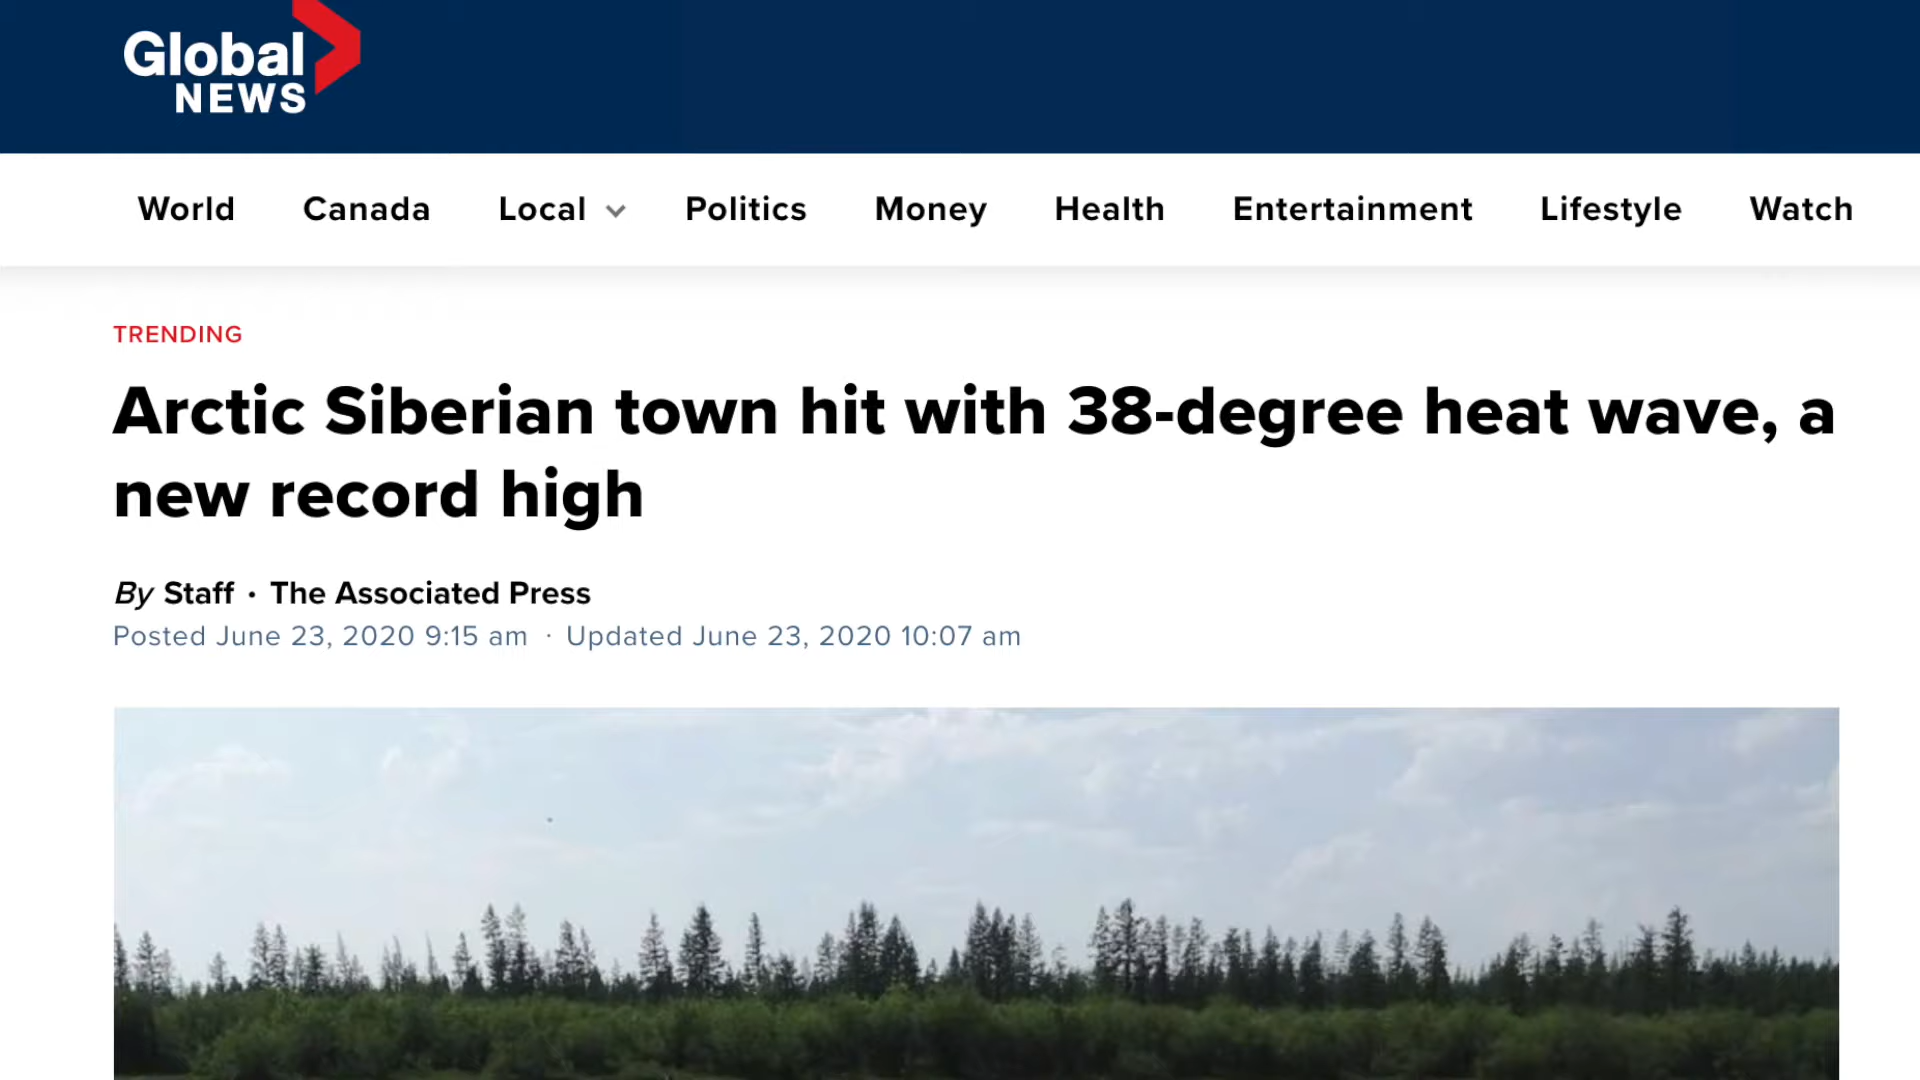 Global
NEWS
World Canada Local Politics Money Health Entertainment Lifestyle Watch
TRENDING
Arctic Siberian town hit with 38-degree heat wave, a
new record high
By Staff · The Associated Press
Posted June 23, 2020 9:15 am · Updated June 23, 2020 10:07 am